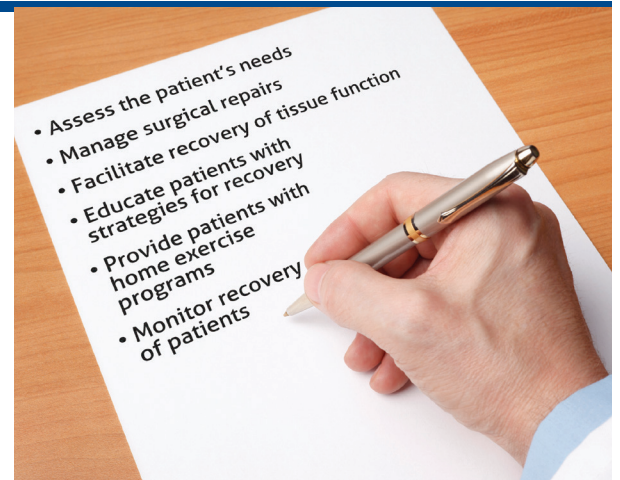 • Assess the patient's needs
• Manage surgical repairs
• Facilitate recovery of tissue function
• Educate patients with
strategies for recovery
• Provide patients with
home exercise
programs
• Monitor recovery
of patients